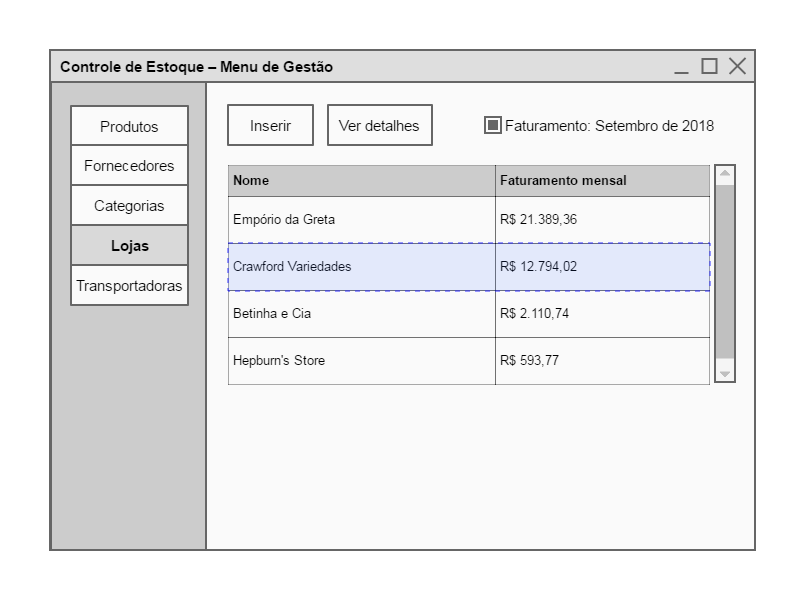 Controle de Estoque – Menu de Gestão
Produtos
Fornecedores
Categorias
Lojas
Transportadoras
Inserir
Ver detalhes
Faturamento: Setembro de 2018
Nome Faturamento mensal
Empório da Greta R$ 21.389,36
Crawford Variedades R$ 12.794,02
Betinha e Cia R$ 2.110,74
Hepburn's Store R$ 593,77